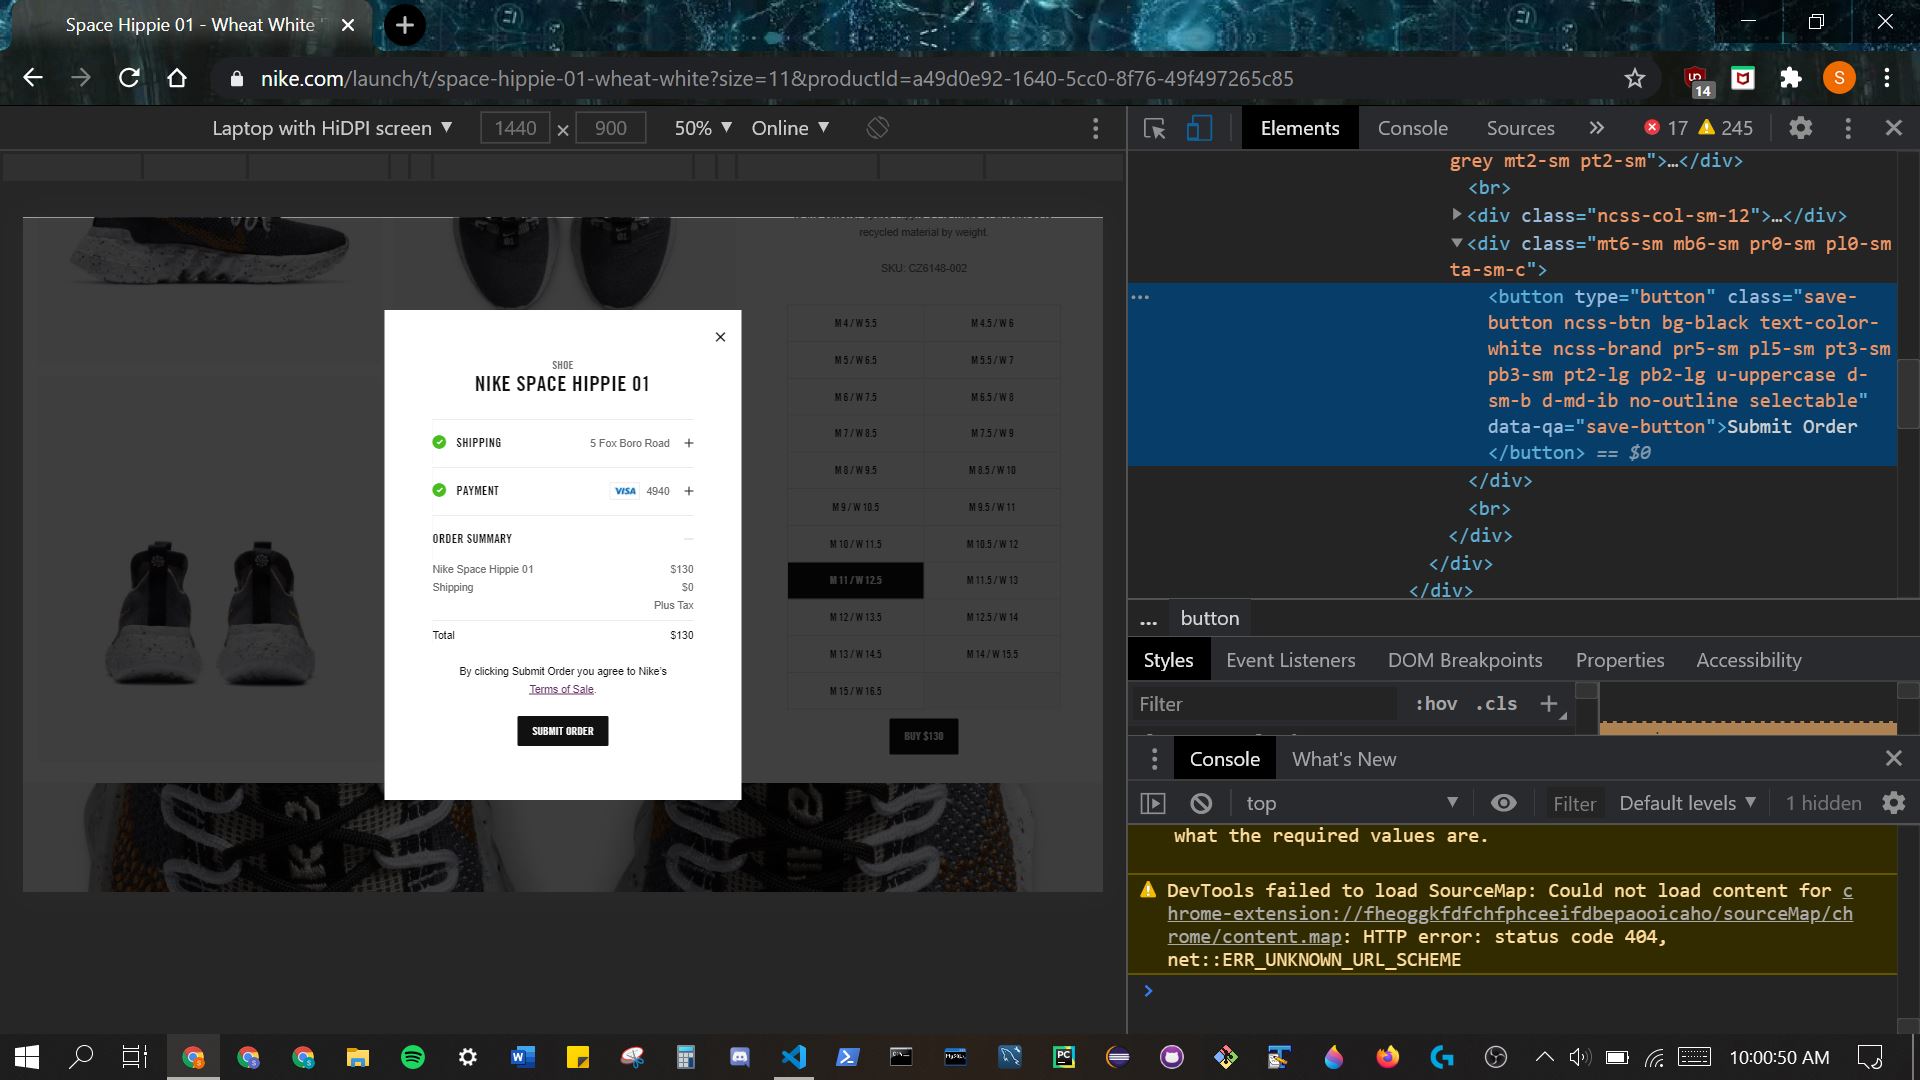 Space Hippie 01 - Wheat White
nike.com/launch/t/space-hippie-01-wheat-white?size=11&productId=a49d0e92-1640-5cc0-8f76-49f497265c85
14
S
Laptop with HiDPI screen ▼ 1440 × 900 50% ▼ Online ▼
recycled material by weight.
SKU: CZ6148-002
M 4 / W 5.5 M 4.5 / W 6
M 5 / W 6.5 M 5.5 / W 7
M 6 / W 7.5 M 6.5 / W 8
M 7 / W 8.5 M 7.5 / W 9
M 8 / W 9.5 M 8.5 / W 10
M 9 / W 10.5 M 9.5 / W 11
M 10 / W 11.5 M 10.5 / W 12
M 11 / W 12.5 M 11.5 / W 13
M 12 / W 13.5 M 12.5 / W 14
M 13 / W 14.5 M 14 / W 15.5
M 15 / W 16.5
BUY $130
SHOE
NIKE SPACE HIPPIE 01
SHIPPING 5 Fox Boro Road +
PAYMENT VISA 4940 +
ORDER SUMMARY
Nike Space Hippie 01 $130
Shipping $0
Plus Tax
Total $130
By clicking Submit Order you agree to Nike's
Terms of Sale.
SUBMIT ORDER
Elements Console Sources » 17 245
grey mt2-sm pt2-sm">…</div>
<br>
<div class="ncss-col-sm-12">…</div>
<div class="mt6-sm mb6-sm pr0-sm pl0-sm
ta-sm-c">
<button type="button" class="save-
button ncss-btn bg-black text-color-
white ncss-brand pr5-sm pl5-sm pt3-sm
pb3-sm pt2-lg pb2-lg u-uppercase d-
sm-b d-md-ib no-outline selectable"
data-qa="save-button">Submit Order
</button> == $0
</div>
<br>
</div>
</div>
</div>
... button
Styles Event Listeners DOM Breakpoints Properties Accessibility
Filter :hov .cls +
Console What's New
top ▼ Filter Default levels ▼ 1 hidden
what the required values are.
DevTools failed to load SourceMap: Could not load content for c
hrome-extension://fheoggkfdfchfphceeifdbepaooicaho/sourceMap/ch
rome/content.map: HTTP error: status code 404,
net::ERR_UNKNOWN_URL_SCHEME
10:00:50 AM